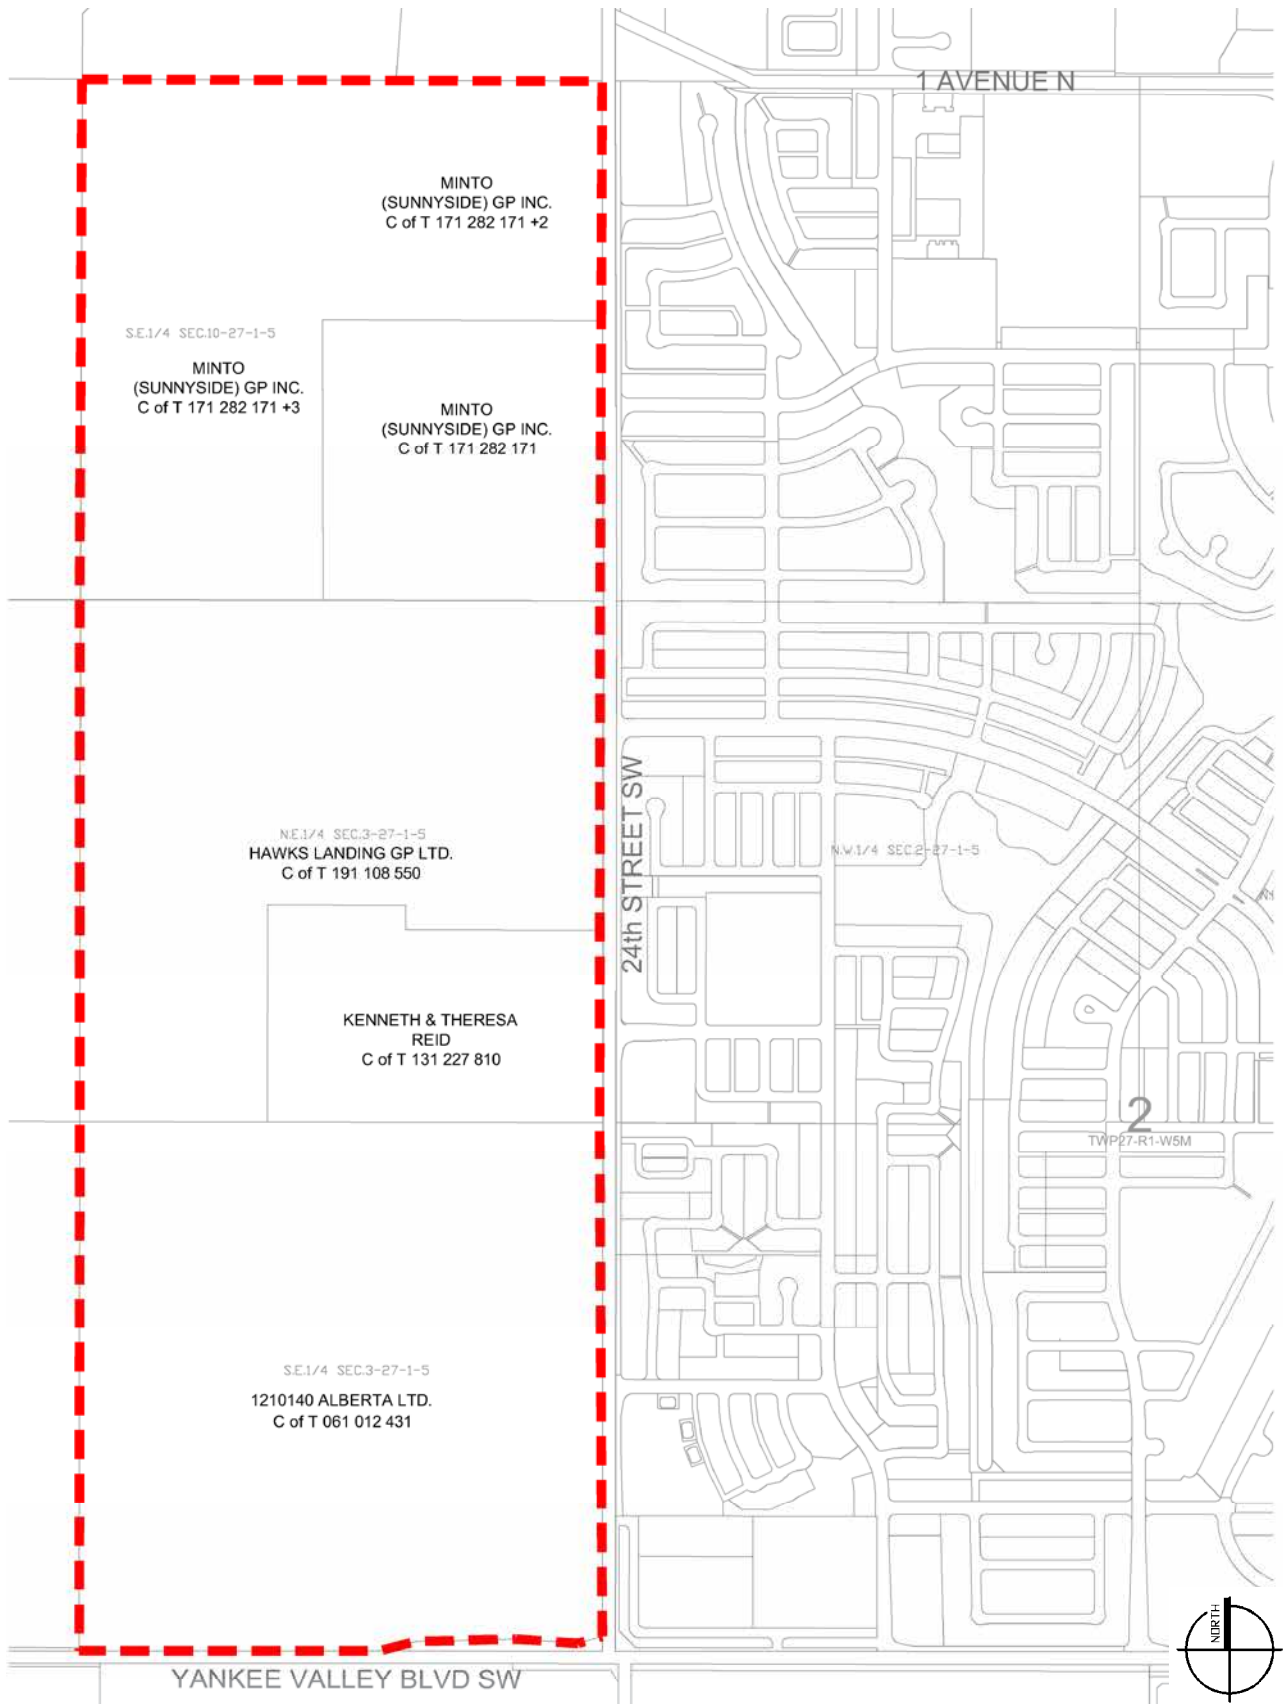 1 AVENUE N
MINTO
(SUNNYSIDE) GP INC.
C of T 171 282 171 +2
S.E.1/4 SEC.10-27-1-5
MINTO
(SUNNYSIDE) GP INC.
C of T 171 282 171 +3
MINTO
(SUNNYSIDE) GP INC.
C of T 171 282 171
24th STREET SW
N.E.1/4 SEC.3-27-1-5
HAWKS LANDING GP LTD.
C of T 191 108 550
N.W.1/4 SEC.2-27-1-5
KENNETH & THERESA
REID
C of T 131 227 810
2
TWP27-R1-W5M
S.E.1/4 SEC.3-27-1-5
1210140 ALBERTA LTD.
C of T 061 012 431
NORTH
YANKEE VALLEY BLVD SW